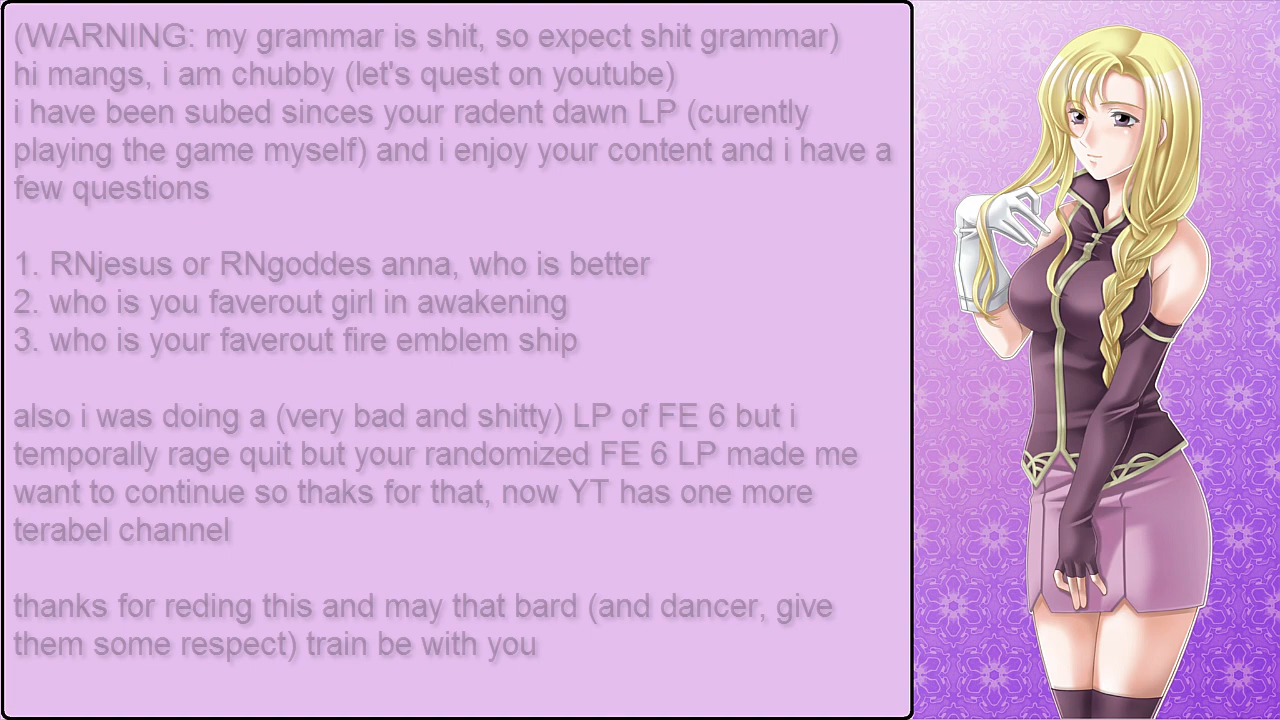 (WARNING: my grammar is shit, so expect shit grammar)
hi mangs, i am chubby (let's quest on youtube)
i have been subed sinces your radent dawn LP (curently
playing the game myself) and i enjoy your content and i have a
few questions
1. RNjesus or RNgoddes anna, who is better
2. who is you faverout girl in awakening
3. who is your faverout fire emblem ship
also i was doing a (very bad and shitty) LP of FE 6 but i
temporally rage quit but your randomized FE 6 LP made me
want to continue so thaks for that, now YT has one more
terabel channel
thanks for reding this and may that bard (and dancer, give
them some respect) train be with you